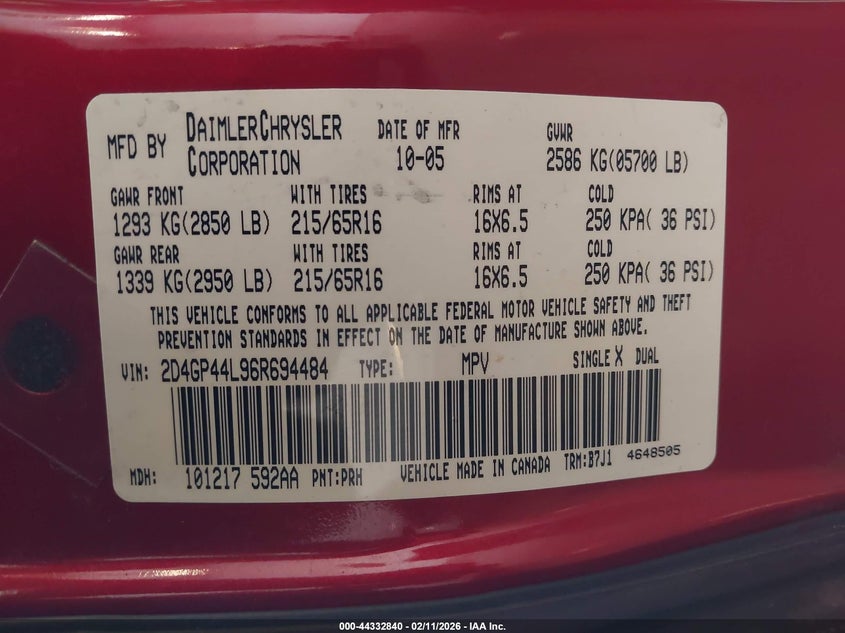 MFD BY DAIMLERCHRYSLER CORPORATION DATE OF MFR 10-05 GVWR 2586 KG(05700 LB)
GAWR FRONT WITH TIRES RIMS AT COLD
1293 KG(2850 LB) 215/65R16 16X6.5 250 KPA( 36 PSI)
GAWR REAR WITH TIRES RIMS AT COLD
1339 KG(2950 LB) 215/65R16 16X6.5 250 KPA( 36 PSI)
THIS VEHICLE CONFORMS TO ALL APPLICABLE FEDERAL MOTOR VEHICLE SAFETY AND THEFT
PREVENTION STANDARDS IN EFFECT ON THE DATE OF MANUFACTURE SHOWN ABOVE.
VIN: 2D4GP44L96R694484 TYPE: MPV SINGLE X DUAL
MDH: 101217 592AA PNT:PRH VEHICLE MADE IN CANADA TRM:B7J1 4648505
000-44332840 - 02/11/2026 - IAA Inc.